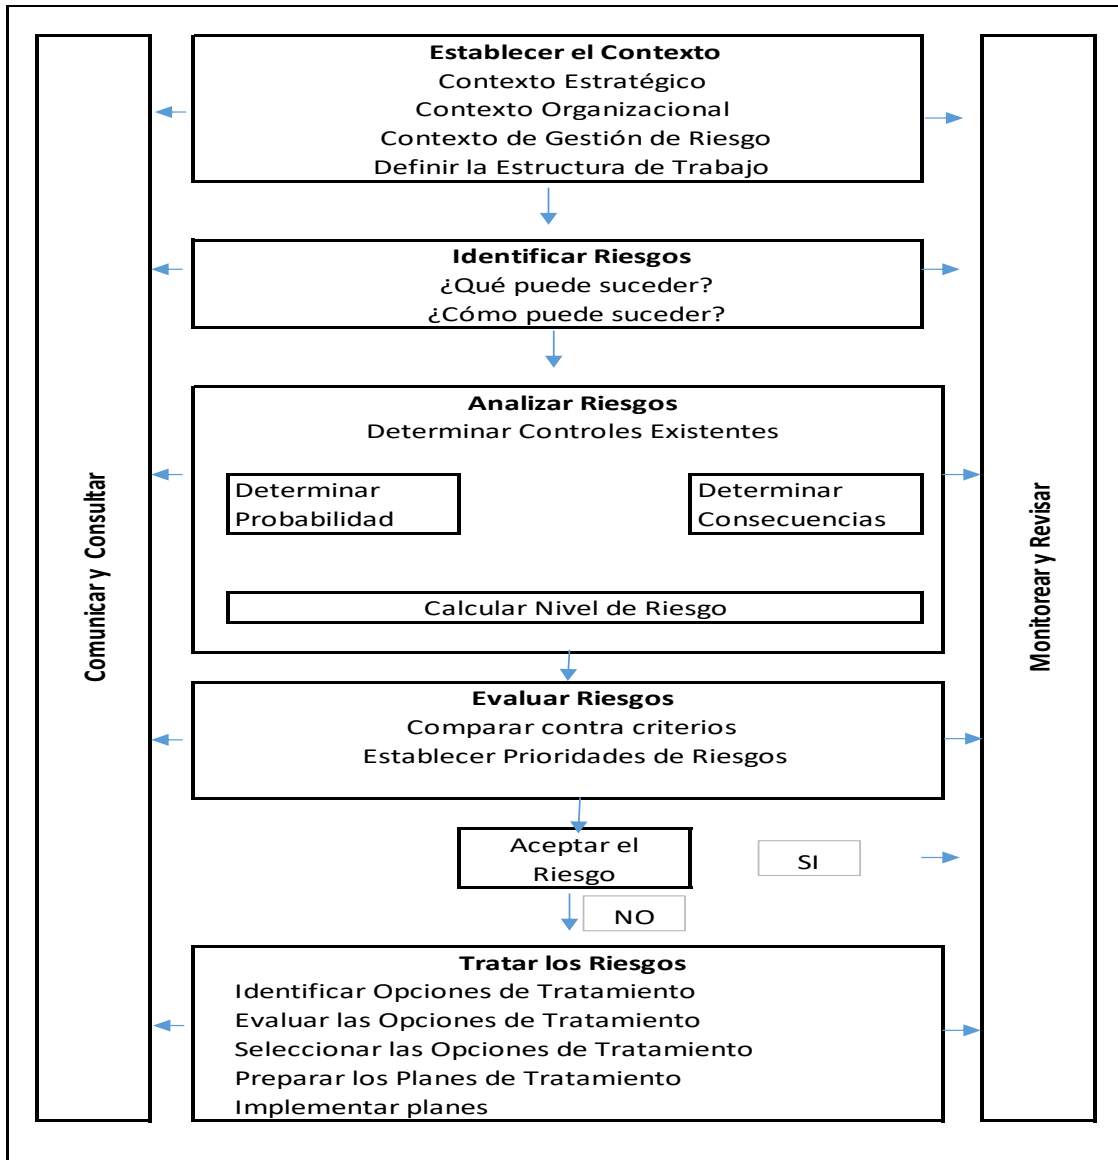 Establecer el Contexto
Contexto Estratégico
Contexto Organizacional
Contexto de Gestión de Riesgo
Definir la Estructura de Trabajo
Identificar Riesgos
¿Qué puede suceder?
¿Cómo puede suceder?
Analizar Riesgos
Determinar Controles Existentes
Determinar
Probabilidad
Determinar
Consecuencias
Calcular Nivel de Riesgo
Evaluar Riesgos
Comparar contra criterios
Establecer Prioridades de Riesgos
Aceptar el
Riesgo
SI
NO
Tratar los Riesgos
Identificar Opciones de Tratamiento
Evaluar las Opciones de Tratamiento
Seleccionar las Opciones de Tratamiento
Preparar los Planes de Tratamiento
Implementar planes
Comunicar y Consultar
Monitorear y Revisar